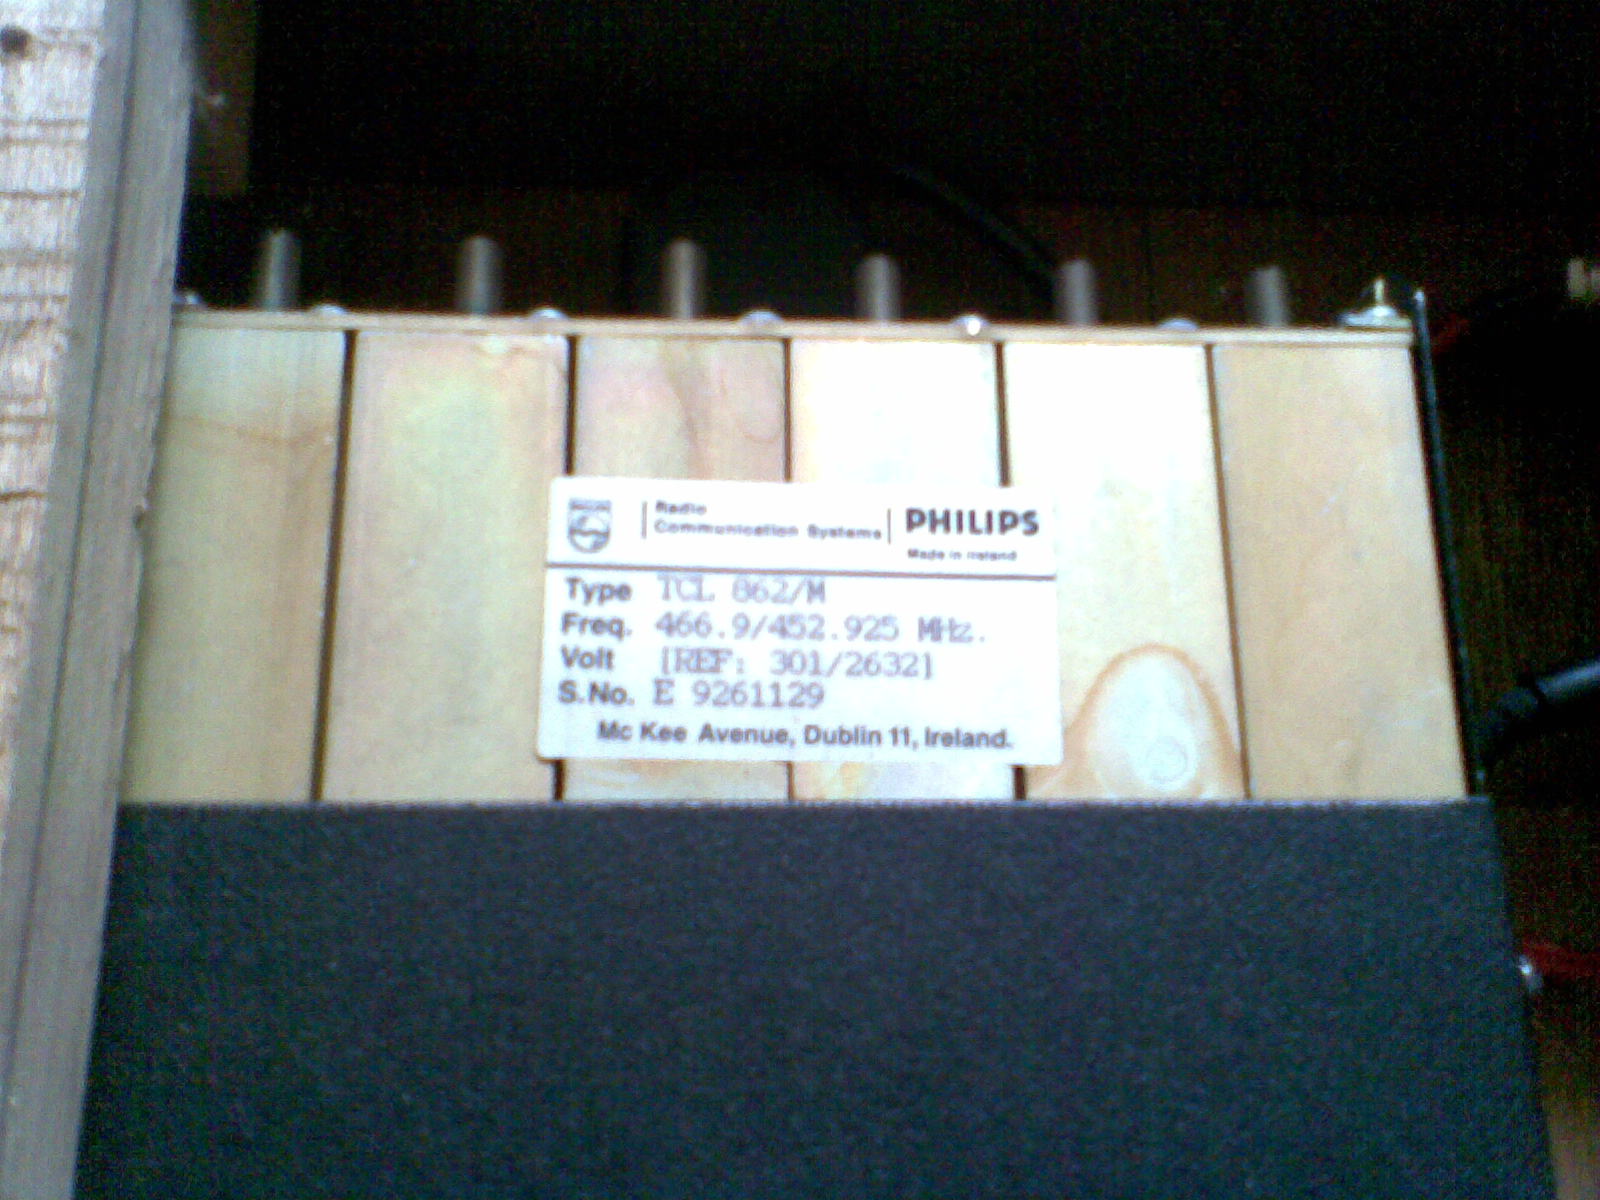 Radio
Communication Systems
PHILIPS
Made in Ireland
Type TCL 862/M
Freq. 466.9/452.925 MHz.
Volt [REF: 301/2632]
S.No. E 9261129
Mc Kee Avenue, Dublin 11, Ireland.